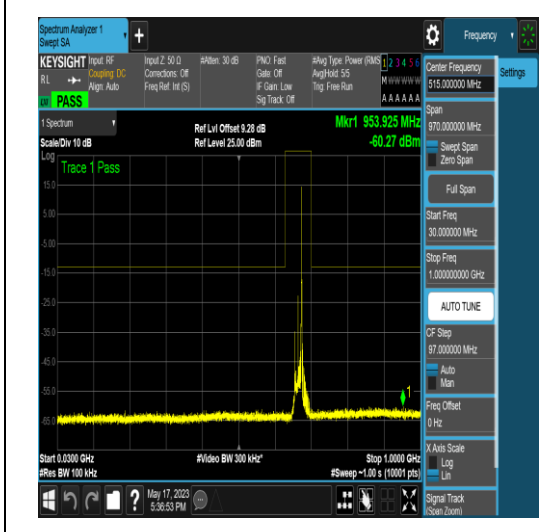 Spectrum Analyzer 1
Swept SA
+
Frequency
KEYSIGHT
RL
Input: RF
Coupling: DC
Align: Auto
Input Z: 50 Ω
Corrections: Off
Freq Ref: Int (S)
#Atten: 30 dB
PNO: Fast
Gate: Off
IF Gain: Low
Sig Track: Off
#Avg Type: Power (RMS
Avg|Hold: 5/5
Trig: Free Run
1 2 3 4 5 6
M W W W W W
A A A A A A
PASS
Center Frequency
515.000000 MHz
Settings
1 Spectrum
Scale/Div 10 dB
Ref Lvl Offset 9.28 dB
Ref Level 25.00 dBm
Mkr1 953.925 MHz
-60.27 dBm
Span
970.000000 MHz
Swept Span
Zero Span
Full Span
Start Freq
30.000000 MHz
Stop Freq
1.000000000 GHz
AUTO TUNE
CF Step
97.000000 MHz
Auto
Man
Freq Offset
0 Hz
X Axis Scale
Log
Lin
Signal Track
(Span Zoom)
Log
Trace 1 Pass
15.0
5.00
-5.00
-15.0
-25.0
-35.0
-45.0
-55.0
-65.0
1
Start 0.0300 GHz
#Res BW 100 kHz
#Video BW 300 kHz*
Stop 1.0000 GHz
#Sweep ~1.00 s (10001 pts)
?
May 17, 2023
5:36:53 PM